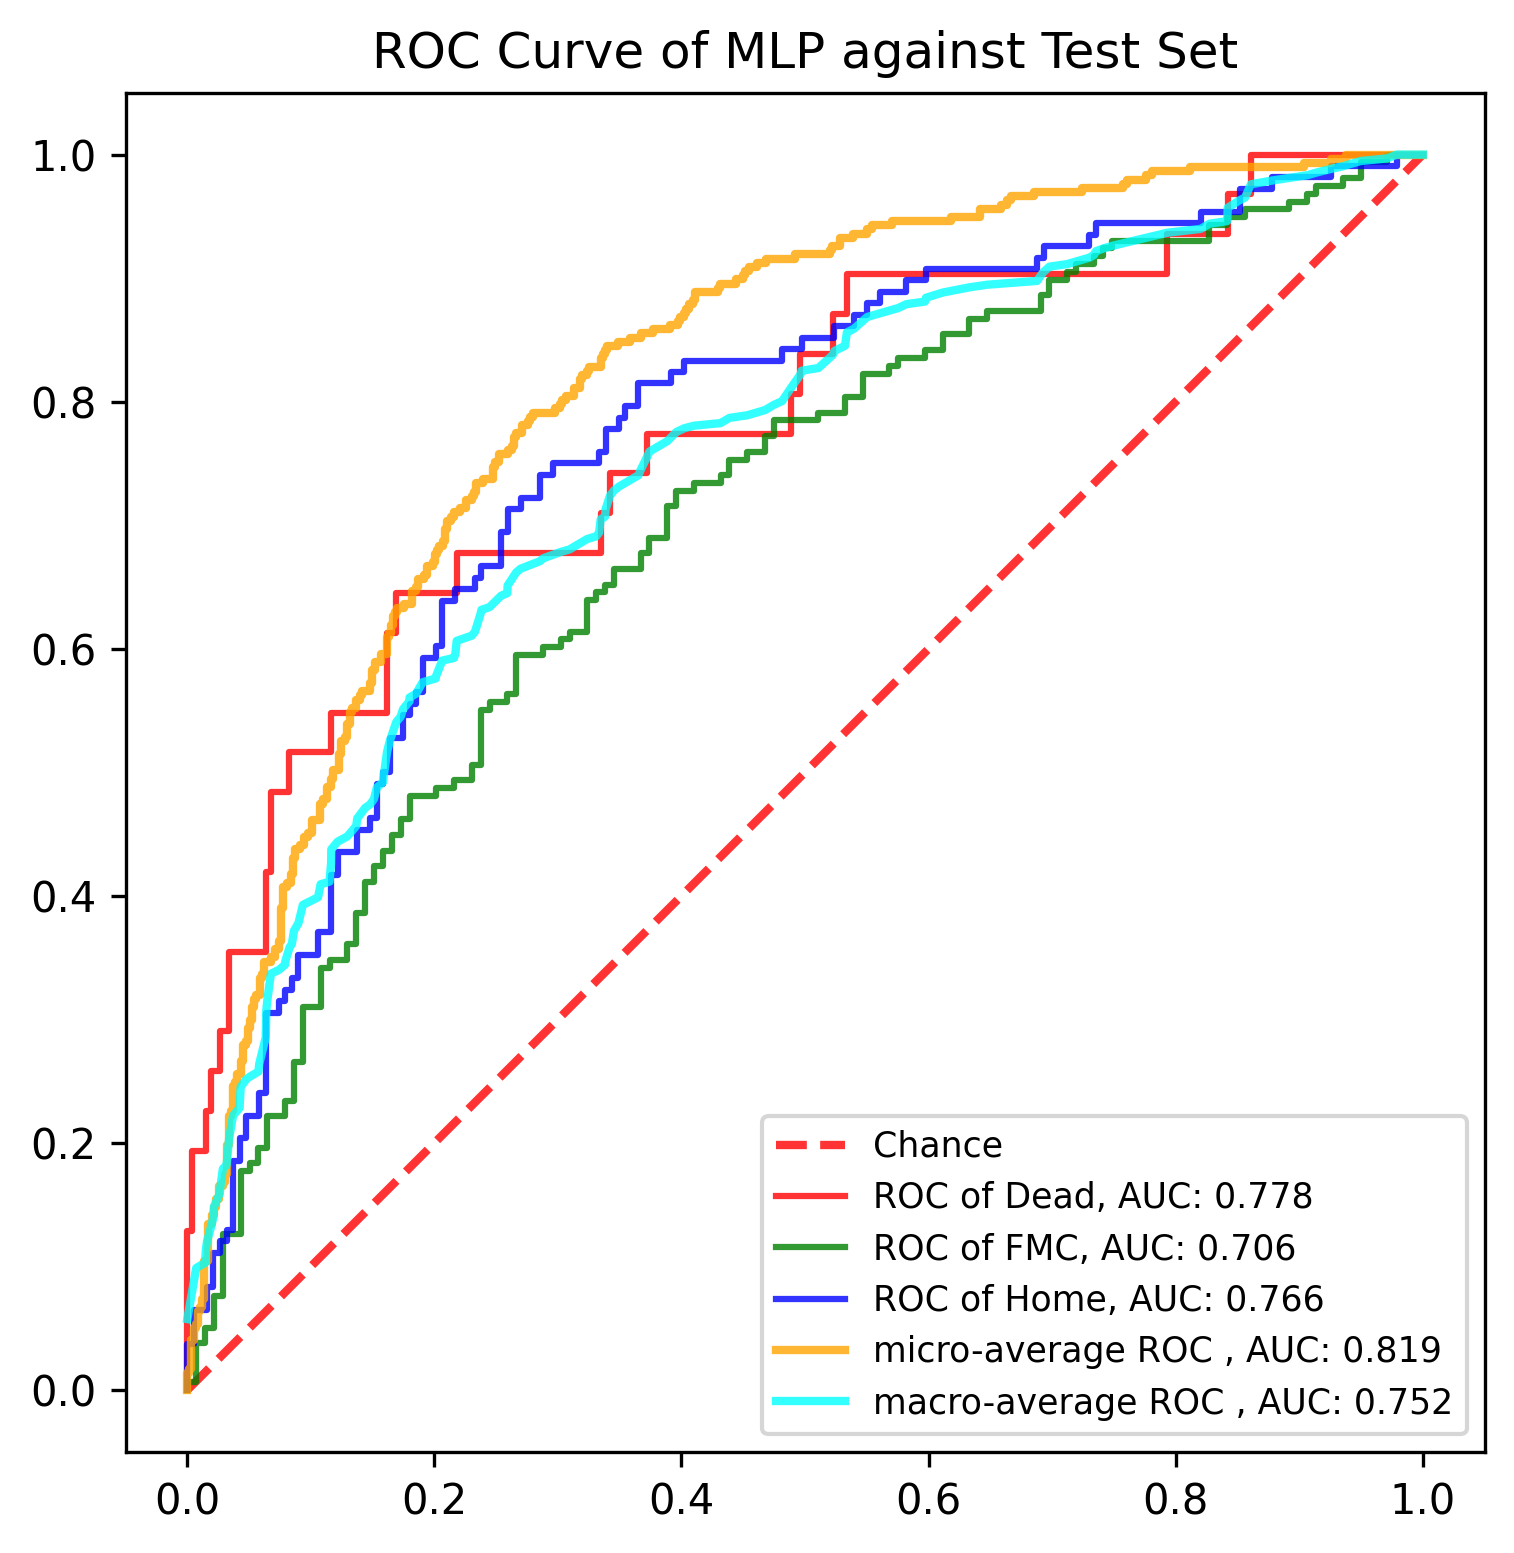 ROC Curve of MLP against Test Set
1.0
0.8
0.6
0.4
0.2
0.0
Chance
ROC of Dead, AUC: 0.778
ROC of FMC, AUC: 0.706
ROC of Home, AUC: 0.766
micro-average ROC , AUC: 0.819
macro-average ROC , AUC: 0.752
0.0 0.2 0.4 0.6 0.8 1.0